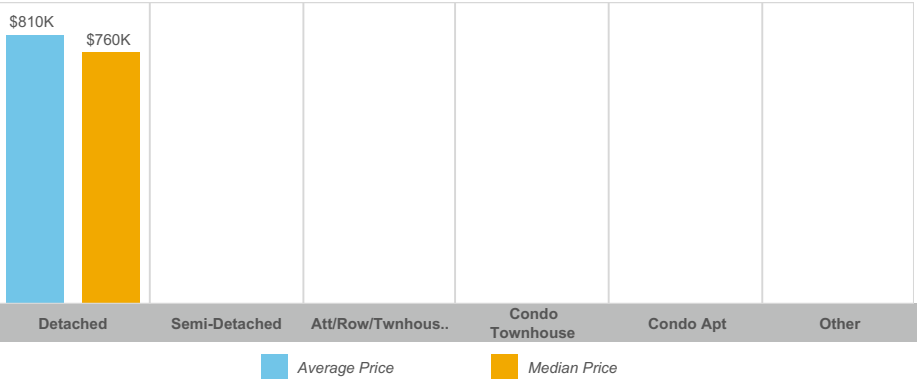 $810K
$760K
Detached
Semi-Detached
Att/Row/Twnhous..
Condo
Townhouse
Condo Apt
Other
Average Price
Median Price